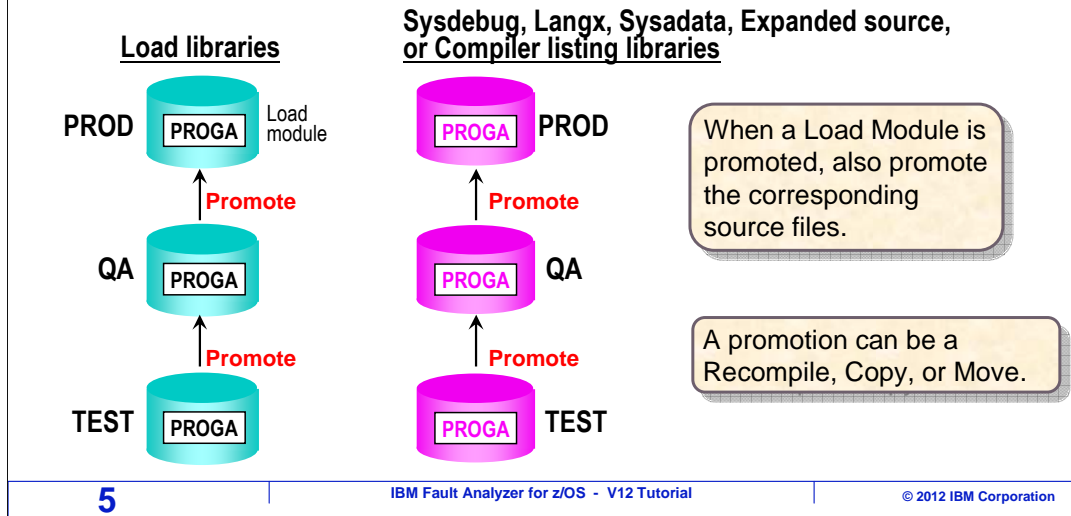 Load libraries
Sysdebug, Langx, Sysadata, Expanded source,
or Compiler listing libraries
PROD
PROGA
Load
module
PROGA
PROD
Promote
Promote
QA
PROGA
PROGA
QA
Promote
Promote
TEST
PROGA
PROGA
TEST
When a Load Module is
promoted, also promote
the corresponding
source files.
A promotion can be a
Recompile, Copy, or Move.
5
IBM Fault Analyzer for z/OS - V12 Tutorial
© 2012 IBM Corporation